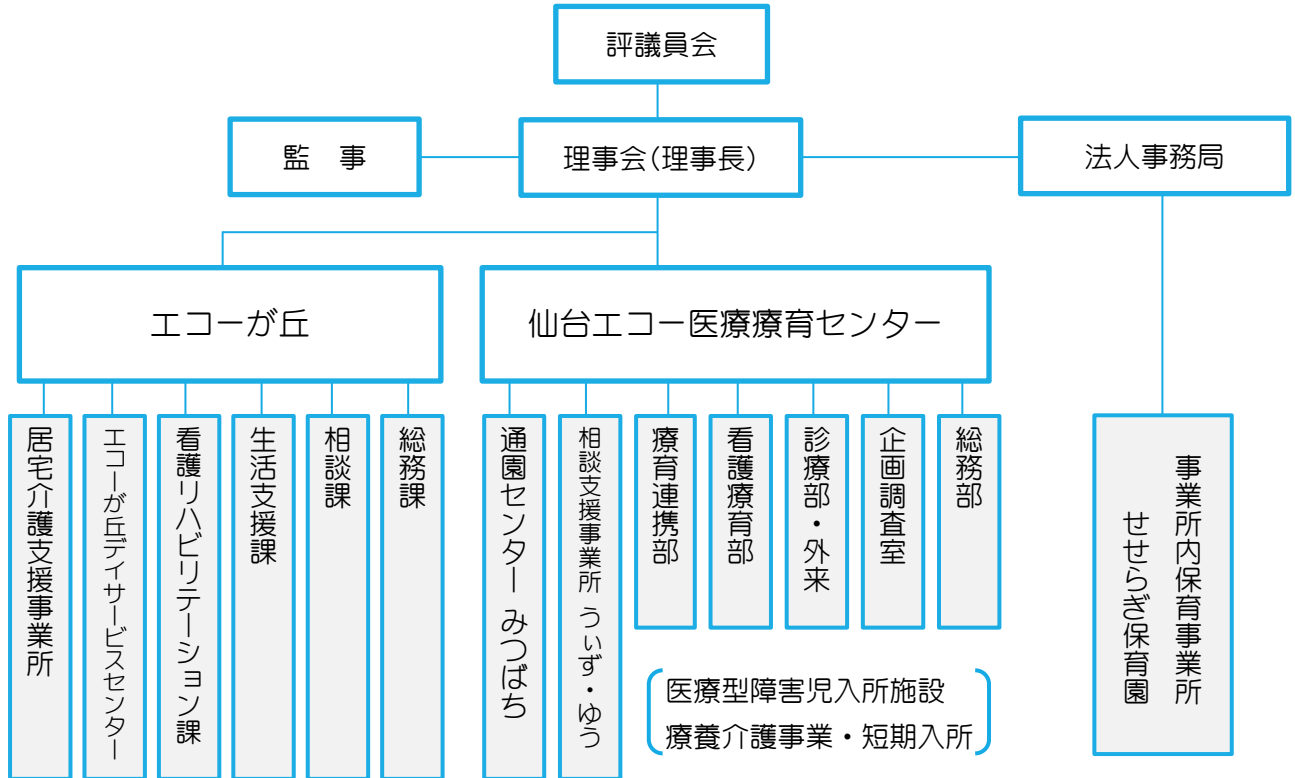 評議員会
監　事
理事会(理事長)
法人事務局
エコーが丘
仙台エコー医療療育センター
居宅介護支援事業所
エコーが丘デイサービスセンター
看護リハビリテーション課
生活支援課
相談課
総務課
通園センター みつばち
相談支援事業所 うぃず・ゆう
療育連携部
看護療育部
診療部・外来
企画調査室
総務部
事業所内保育事業所
せせらぎ保育園
医療型障害児入所施設
療養介護事業・短期入所